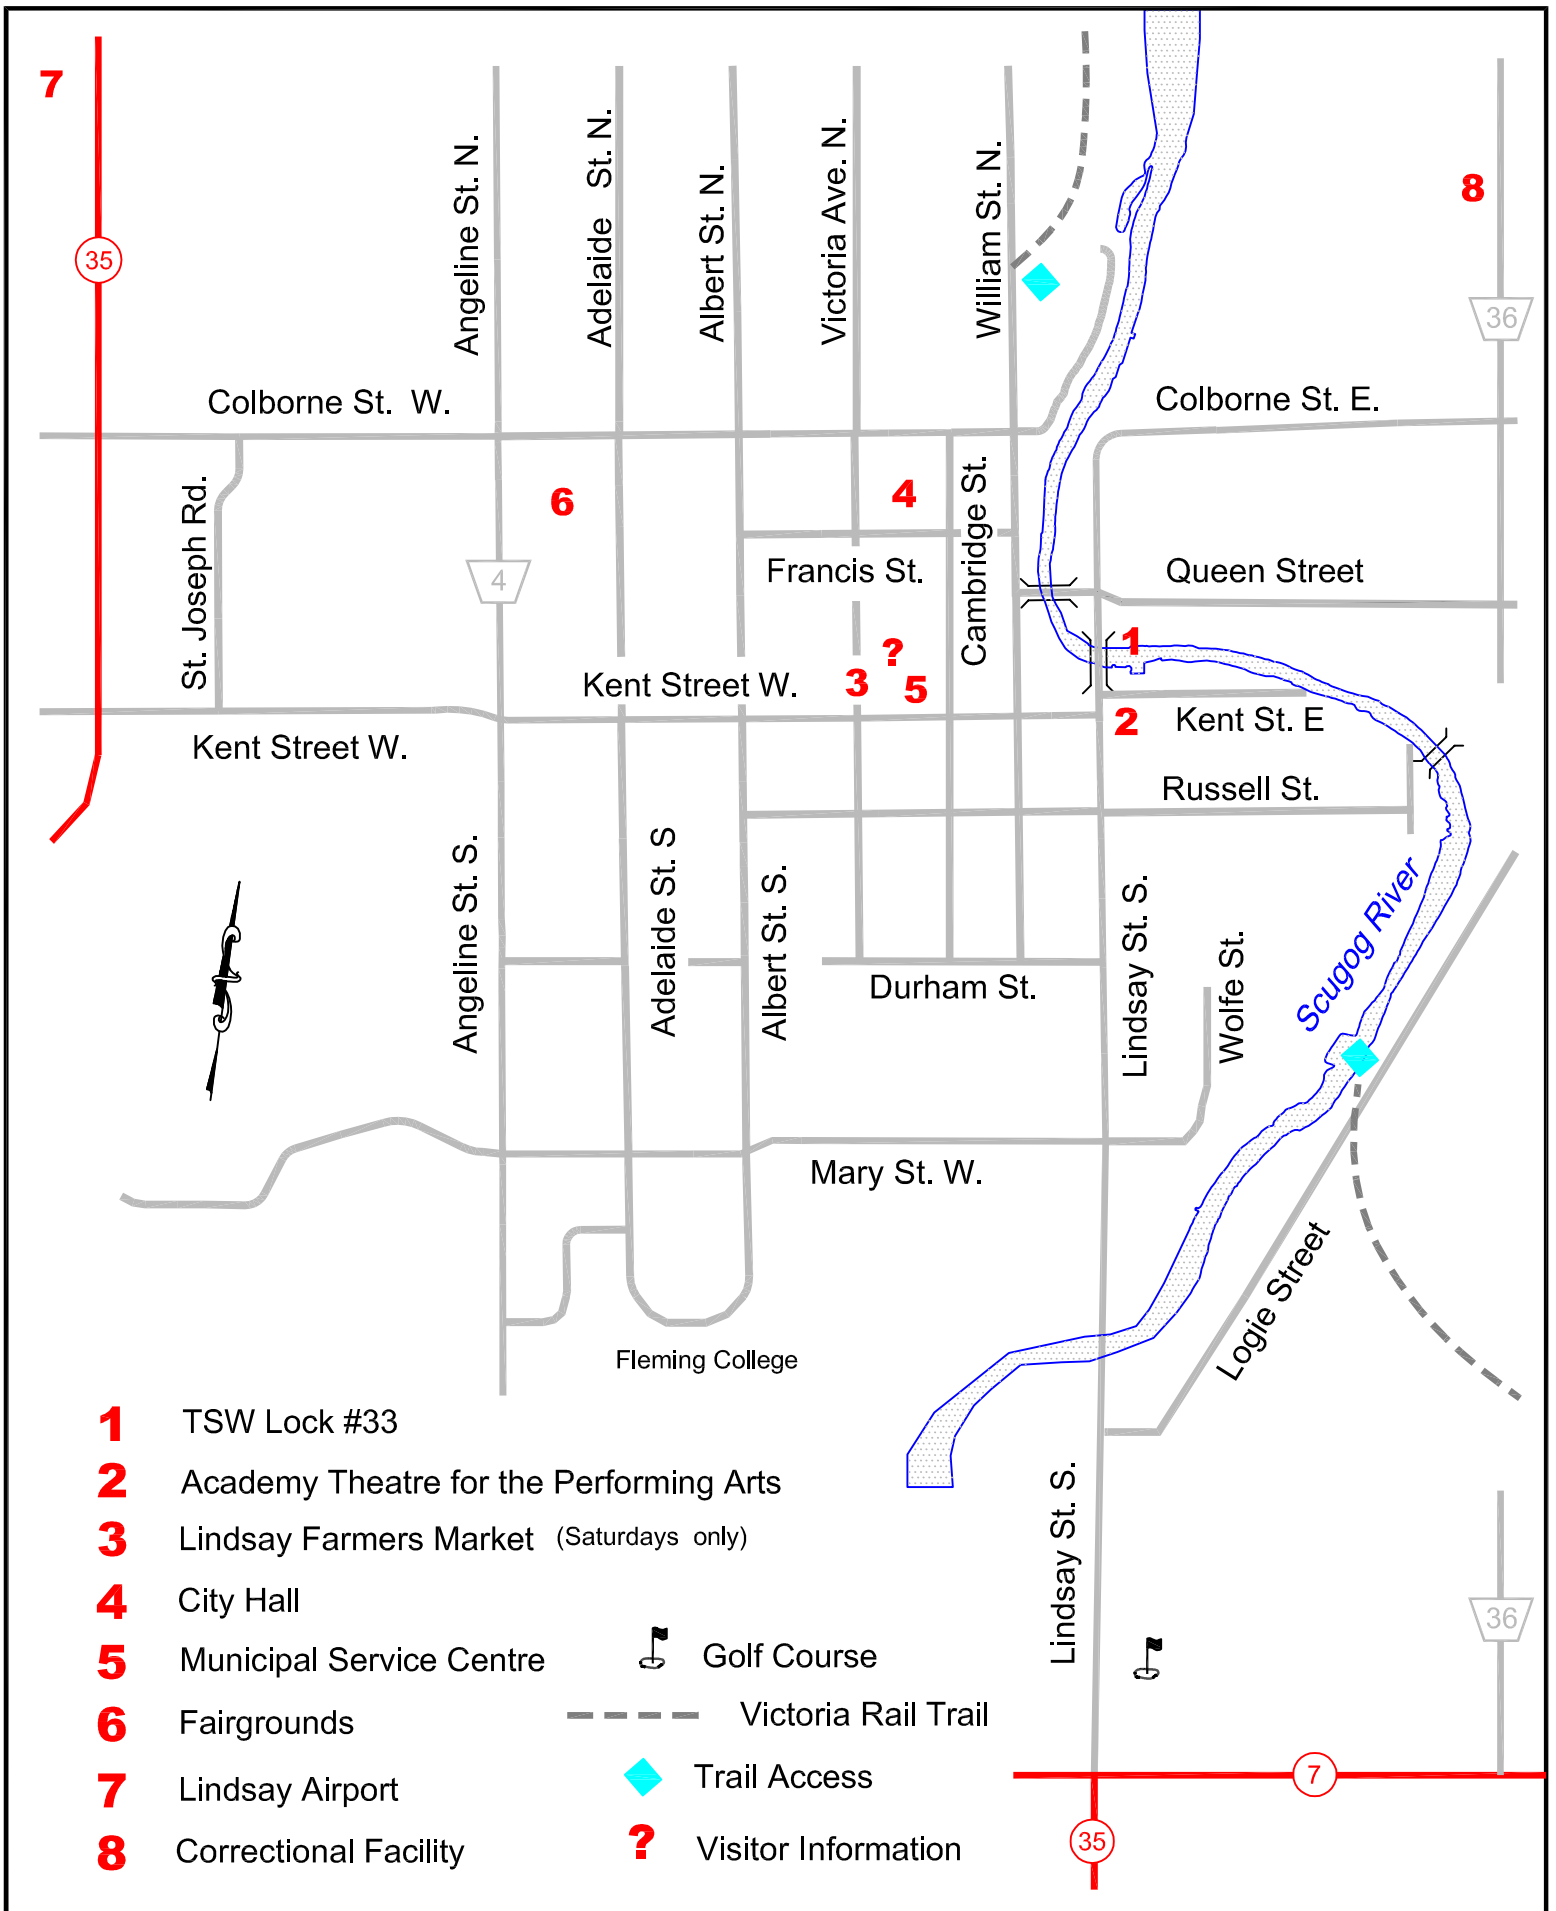 7
35
Angeline St. N.
Adelaide St. N.
Albert St. N.
Victoria Ave. N.
William St. N.
8
36
Colborne St. W.
Colborne St. E.
St. Joseph Rd.
6
4
Cambridge St.
4
Francis St.
Queen Street
1
?
Kent Street W.
3
5
2
Kent St. E
Kent Street W.
Russell St.
Angeline St. S.
Adelaide St. S
Albert St. S.
Lindsay St. S.
Wolfe St.
Scugog River
Durham St.
Mary St. W.
Logie Street
Fleming College
Lindsay St. S.
36
7
35
1 TSW Lock #33
2 Academy Theatre for the Performing Arts
3 Lindsay Farmers Market (Saturdays only)
4 City Hall
5 Municipal Service Centre
6 Fairgrounds
7 Lindsay Airport
8 Correctional Facility
Golf Course
Victoria Rail Trail
Trail Access
? Visitor Information